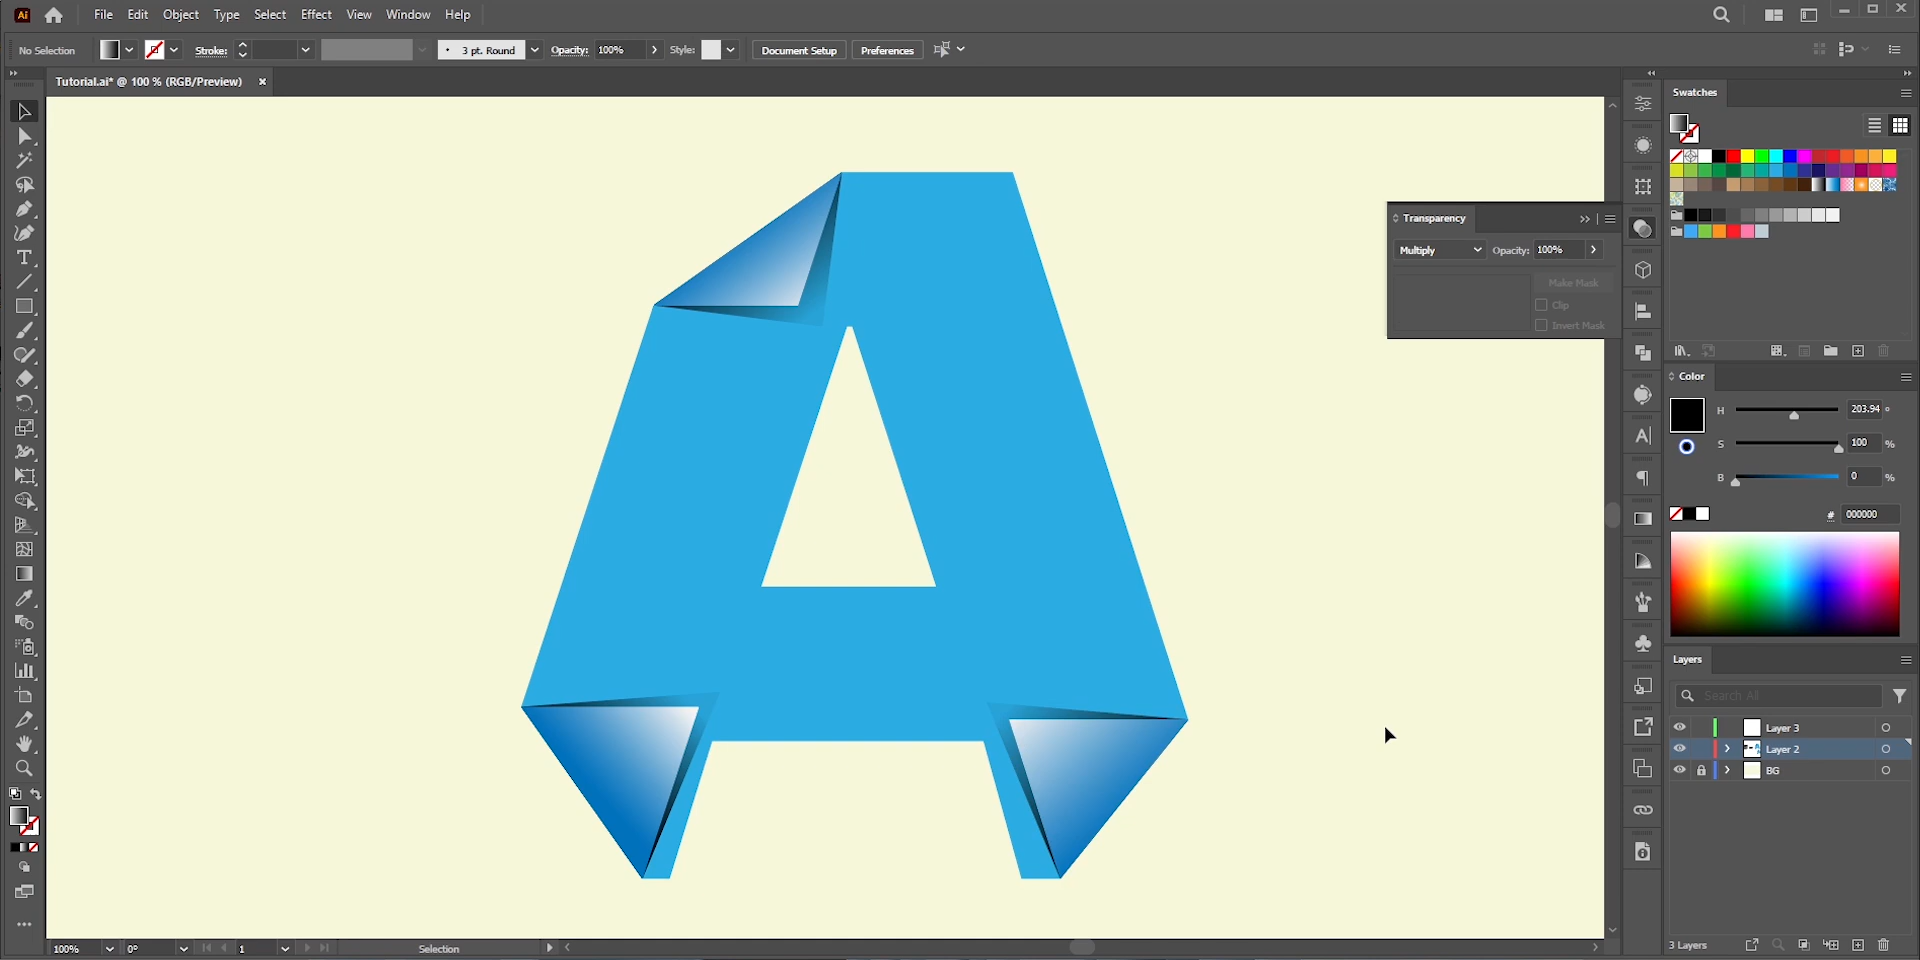 Ai File Edit Object Type Select Effect View Window Help
No Selection Stroke: 3 pt. Round Opacity: 100% Style: Document Setup Preferences
Tutorial.ai* @ 100 % (RGB/Preview)
Swatches
Transparency
Multiply Opacity: 100%
Make Mask
Clip
Invert Mask
Color
H 203.94 °
S 100 %
B 0 %
# 000000
A
Layers
Search All
Layer 3
Layer 2
BG
3 Layers
100% 0° 1 Selection